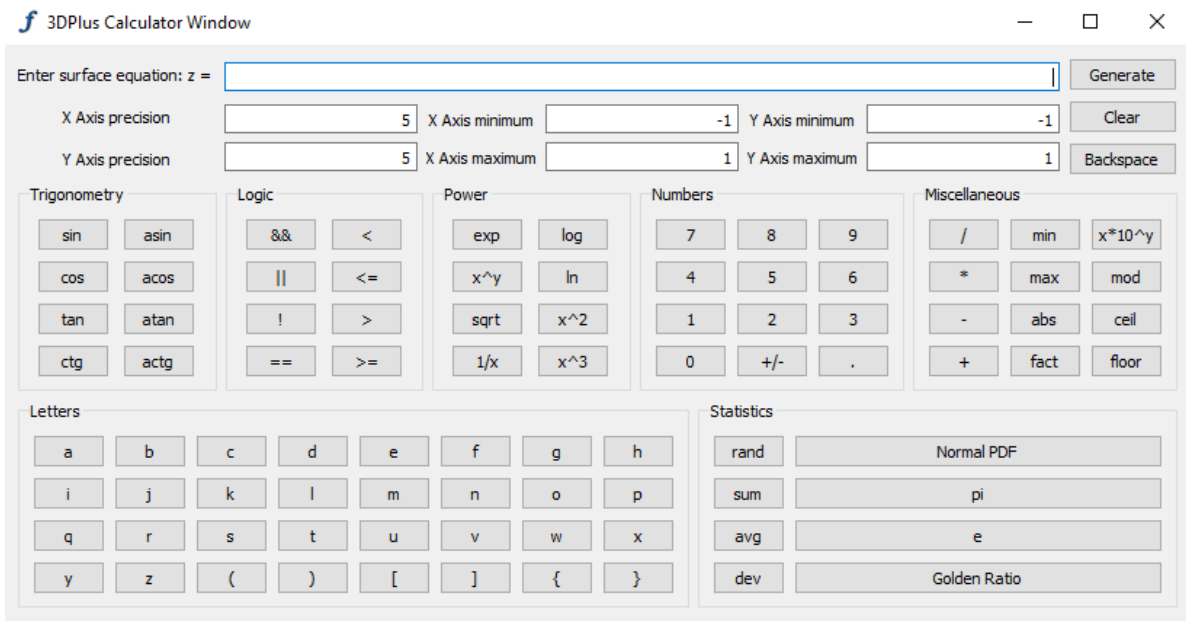 f 3DPlus Calculator Window
Enter surface equation: z = Generate
X Axis precision 5 X Axis minimum -1 Y Axis minimum -1 Clear
Y Axis precision 5 X Axis maximum 1 Y Axis maximum 1 Backspace
Trigonometry Logic Power Numbers Miscellaneous
sin asin && < exp log 7 8 9 / min x*10^y
cos acos || <= x^y ln 4 5 6 * max mod
tan atan ! > sqrt x^2 1 2 3 - abs ceil
ctg actg == >= 1/x x^3 0 +/- . + fact floor
Letters Statistics
a b c d e f g h rand Normal PDF
i j k l m n o p sum pi
q r s t u v w x avg e
y z ( ) [ ] { } dev Golden Ratio